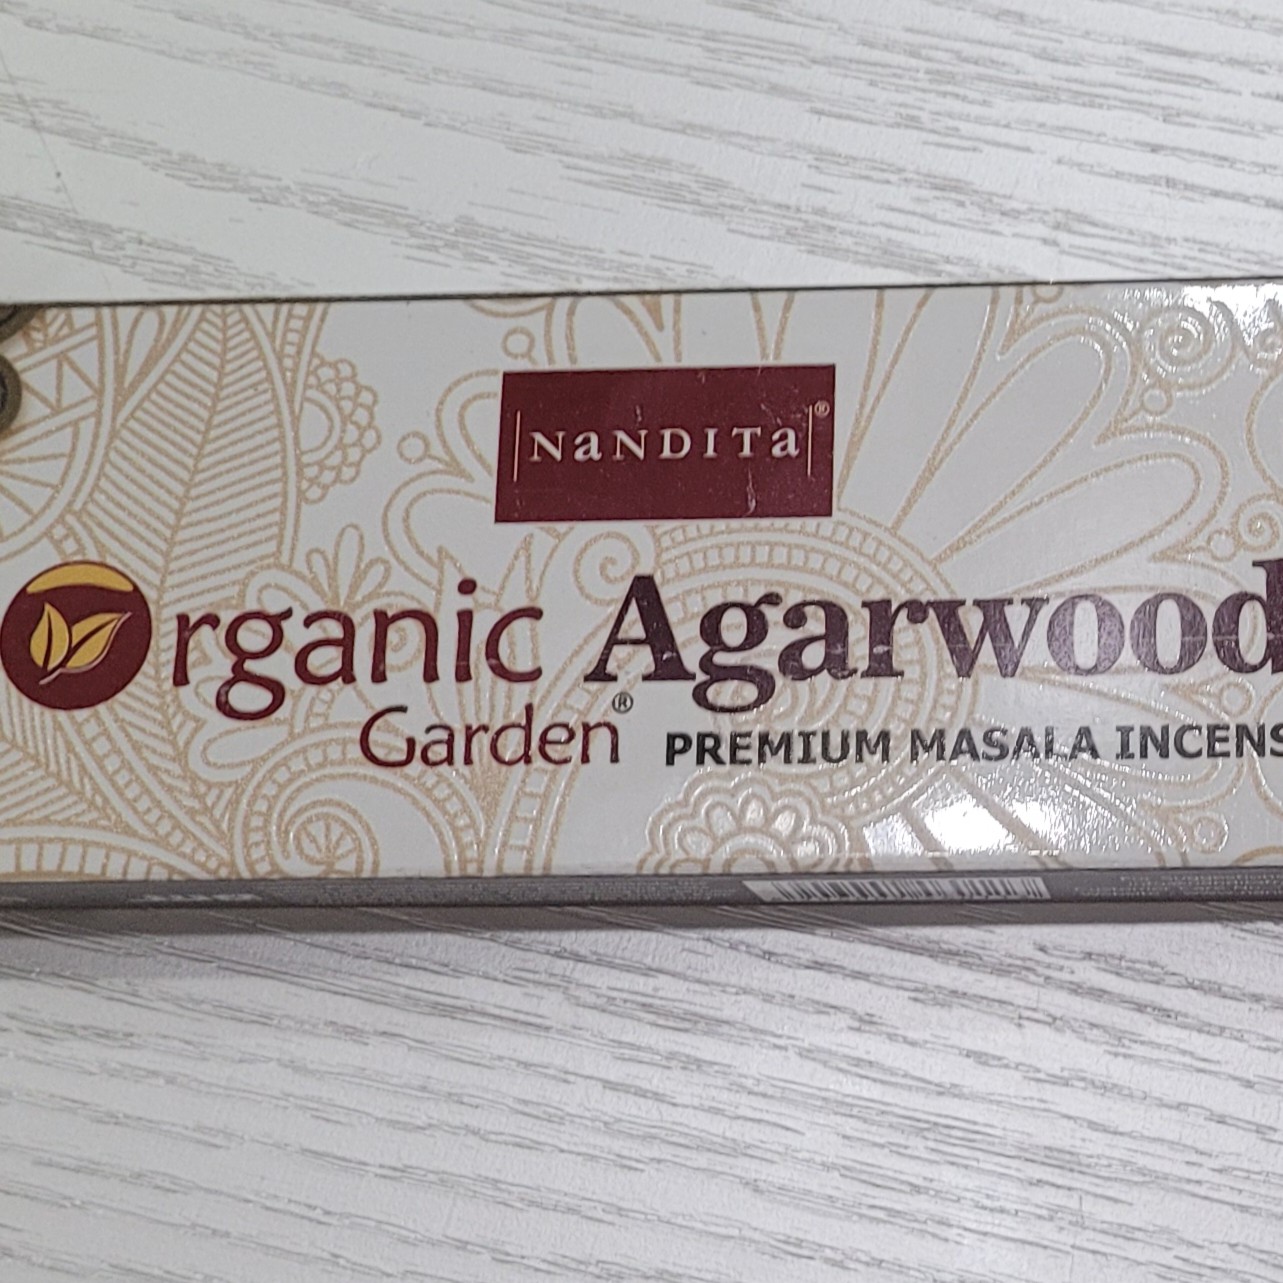 NaNDITa®
Organic Agarwood
Garden® PREMIUM MASALA INCENS